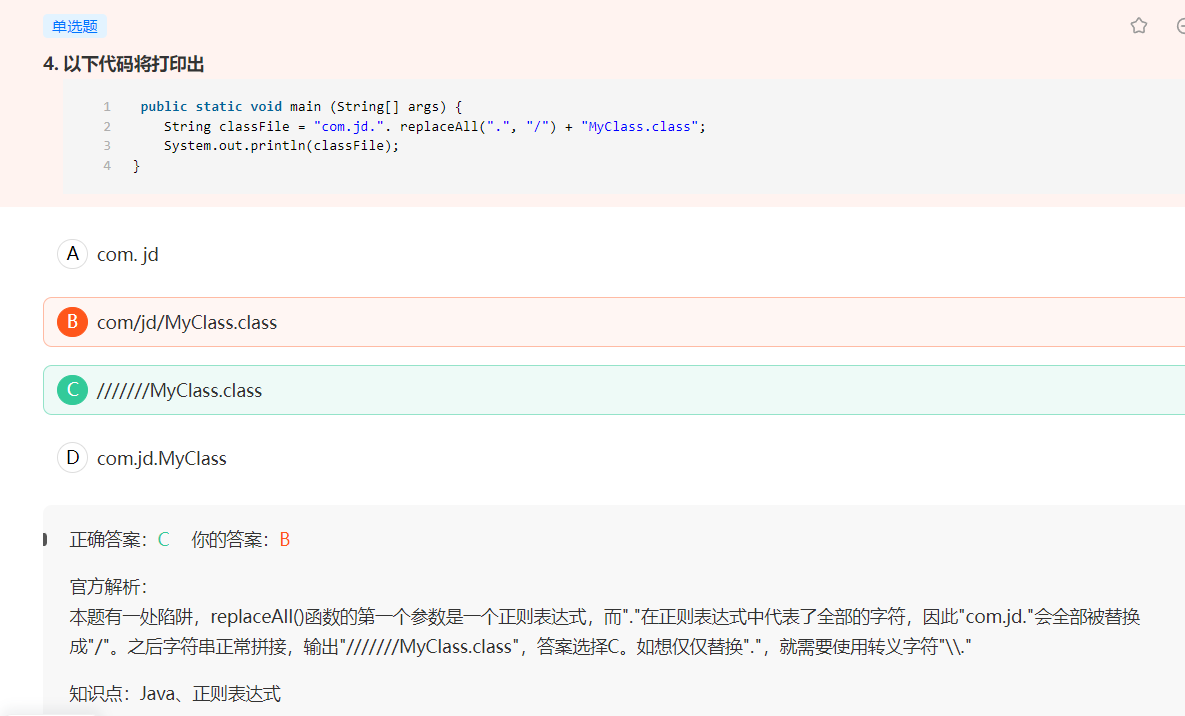 单选题
4. 以下代码将打印出
1 public static void main (String[] args) {
2 String classFile = "com.jd.". replaceAll(".", "/") + "MyClass.class";
3 System.out.println(classFile);
4 }
A com. jd
B com/jd/MyClass.class
C ///////MyClass.class
D com.jd.MyClass
正确答案：C 你的答案：B
官方解析：
本题有一处陷阱，replaceAll()函数的第一个参数是一个正则表达式，而"."在正则表达式中代表了全部的字符，因此"com.jd."会全部被替换
成"/"。之后字符串正常拼接，输出"///////MyClass.class"，答案选择C。如想仅仅替换"."，就需要使用转义字符"\\."
知识点：Java、正则表达式